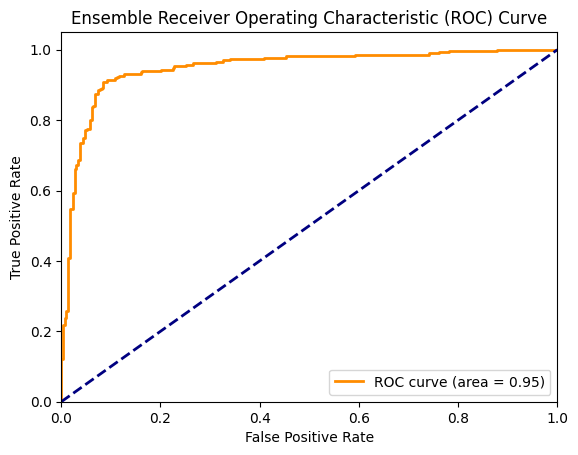 Ensemble Receiver Operating Characteristic (ROC) Curve
1.0
0.8
0.6
0.4
0.2
0.0
True Positive Rate
ROC curve (area = 0.95)
0.0 0.2 0.4 0.6 0.8 1.0
False Positive Rate